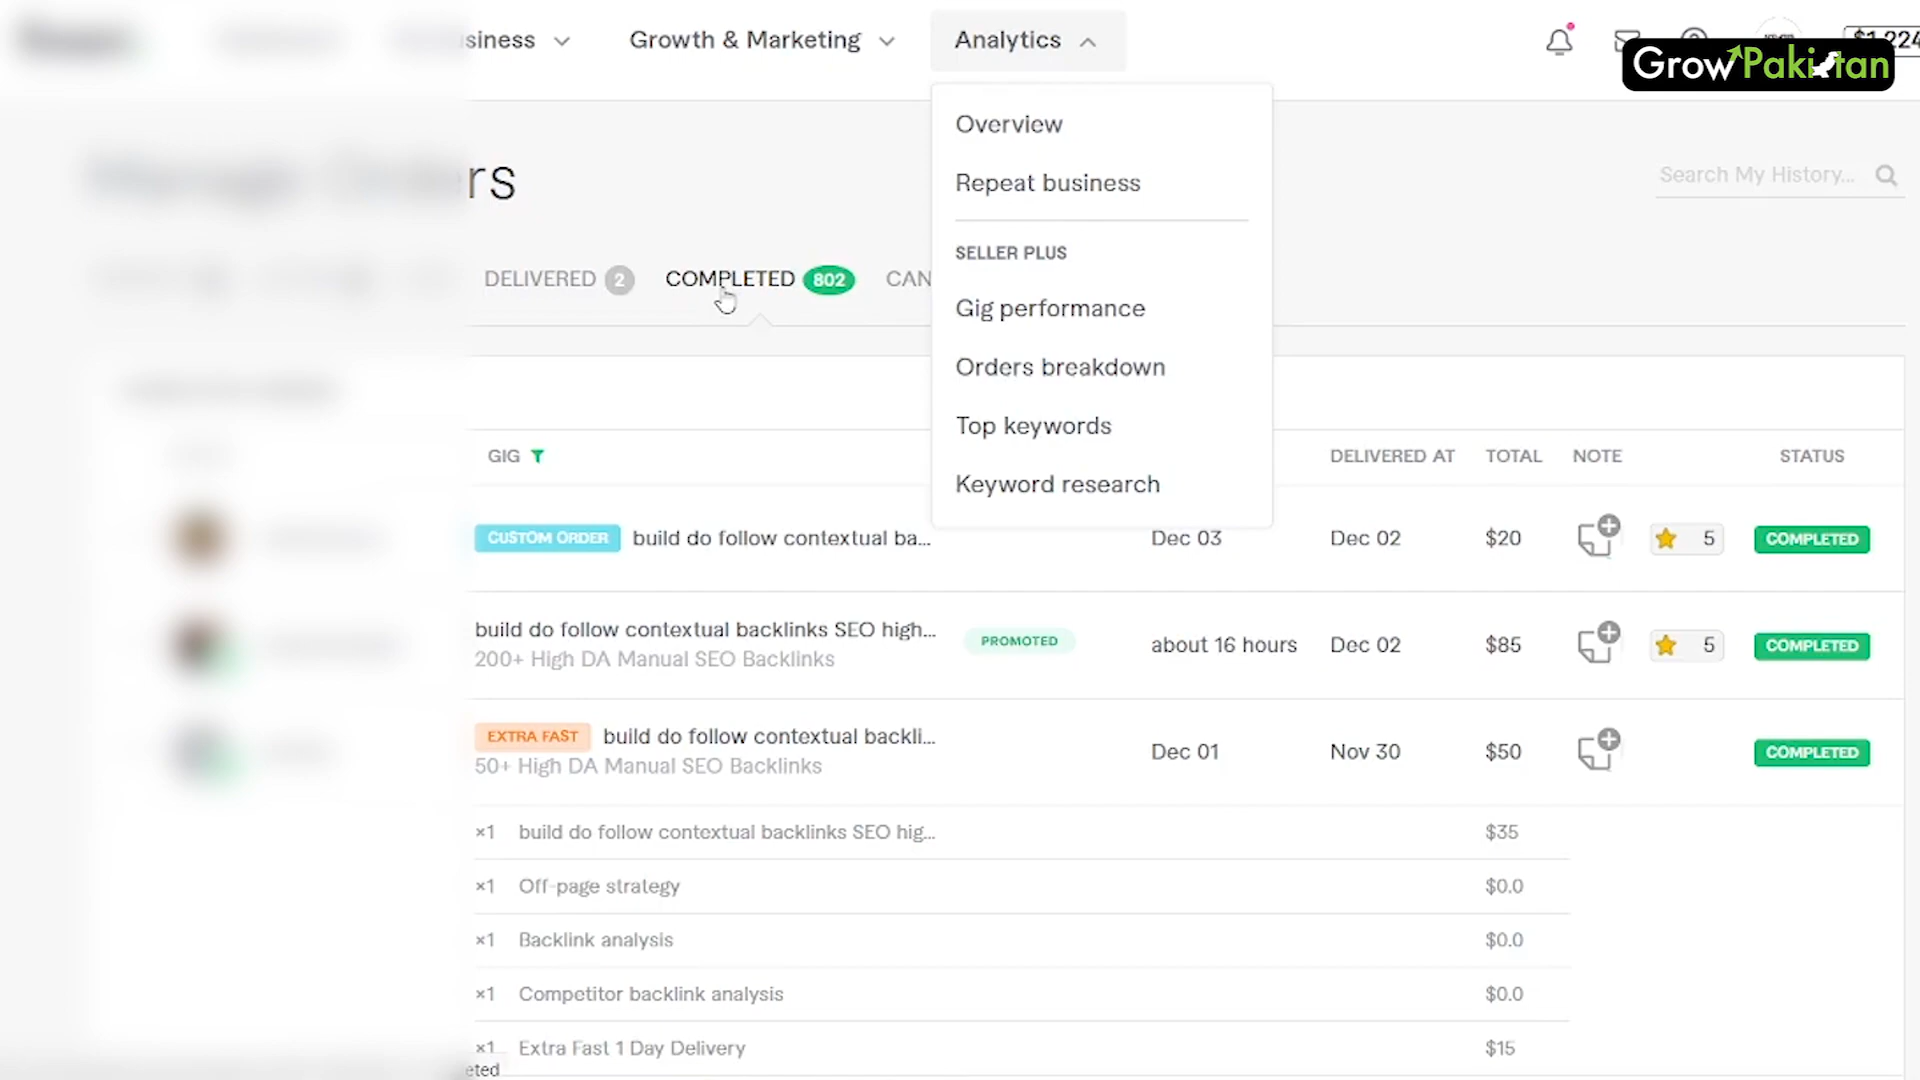 siness
Growth & Marketing
Analytics
GrowPakistan
Overview
Repeat business
SELLER PLUS
Gig performance
Orders breakdown
Top keywords
Keyword research
rs
Search My History...
DELIVERED 2
COMPLETED 802
CAN
GIG
DELIVERED AT
TOTAL
NOTE
STATUS
CUSTOM ORDER build do follow contextual ba... Dec 03 Dec 02 $20 5 COMPLETED
build do follow contextual backlinks SEO high... PROMOTED about 16 hours Dec 02 $85 5 COMPLETED
200+ High DA Manual SEO Backlinks
EXTRA FAST build do follow contextual backli... Dec 01 Nov 30 $50 COMPLETED
50+ High DA Manual SEO Backlinks
×1 build do follow contextual backlinks SEO hig... $35
×1 Off-page strategy $0.0
×1 Backlink analysis $0.0
×1 Competitor backlink analysis $0.0
×1 Extra Fast 1 Day Delivery $15
eted